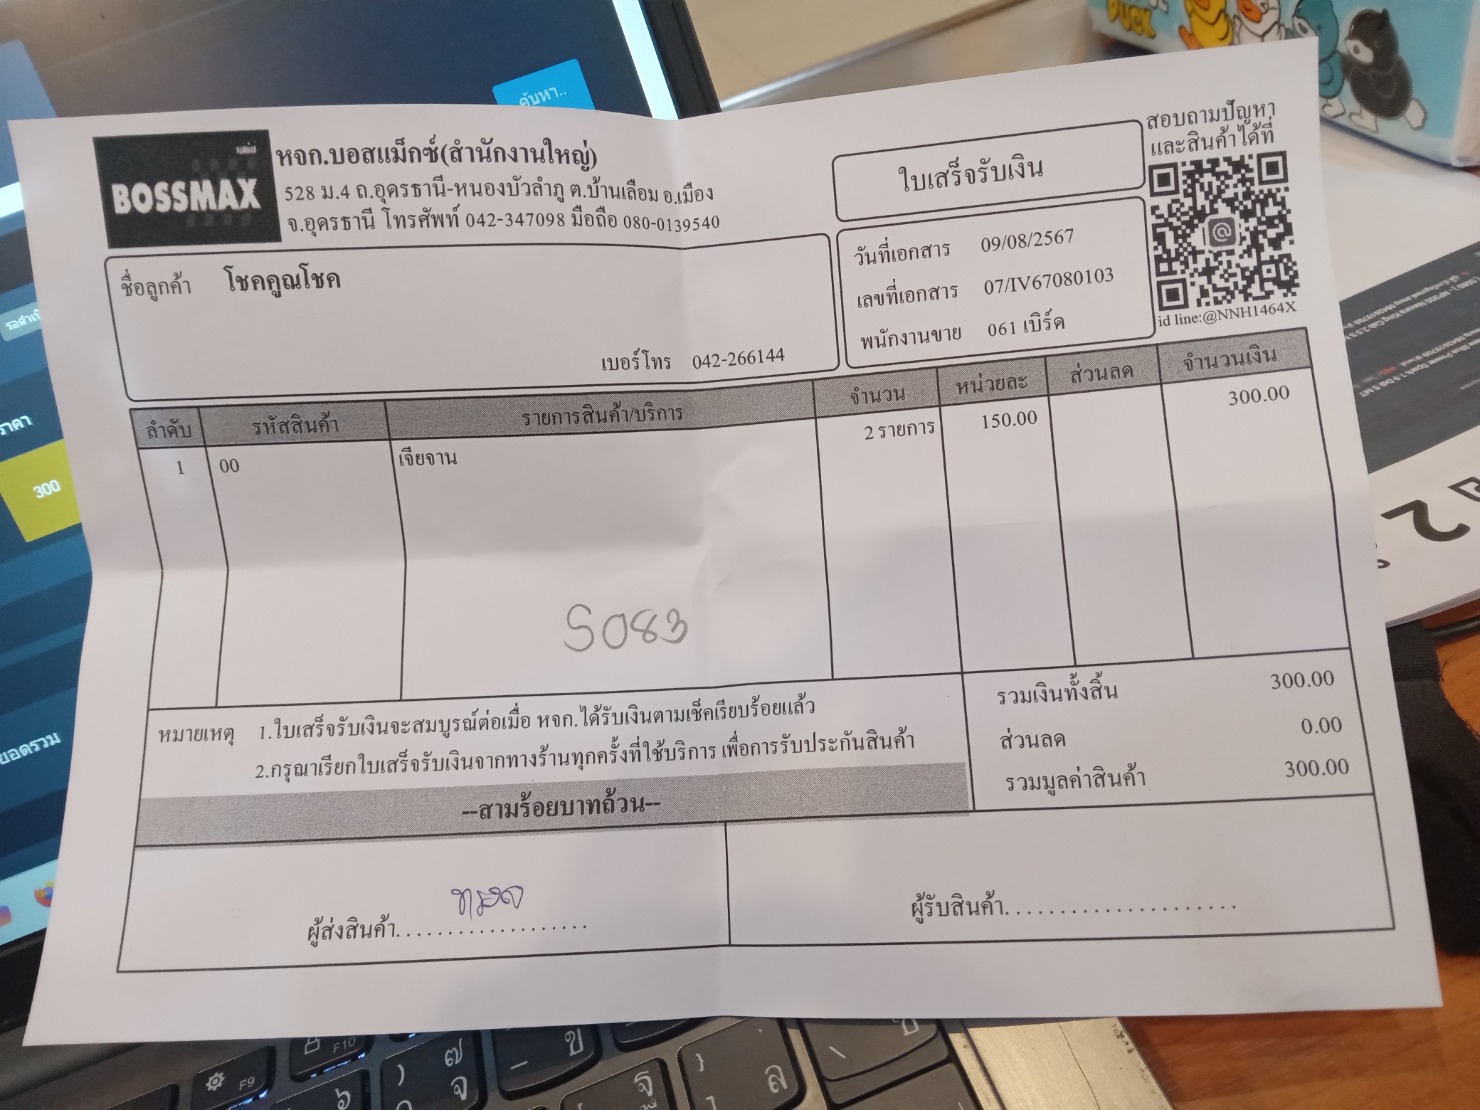 ค้นหา..
DUCK
BOSSMAX
หจก.บอสแม็กซ์(สำนักงานใหญ่)
528 ม.4 ถ.อุดรธานี-หนองบัวลำภู ต.บ้านเลื่อม อ.เมือง
จ.อุดรธานี โทรศัพท์ 042-347098 มือถือ 080-0139540
ใบเสร็จรับเงิน
สอบถามปัญหา
และสินค้าได้ที่
id line:@NNH1464X
ชื่อลูกค้า โชคคูณโชค
เบอร์โทร 042-266144
วันที่เอกสาร 09/08/2567
เลขที่เอกสาร 07/IV67080103
พนักงานขาย 061 เบิร์ด
ลำดับ รหัสสินค้า รายการสินค้า/บริการ จำนวน หน่วยละ ส่วนลด จำนวนเงิน
1 00 เจียจาน 2 รายการ 150.00 300.00
S083
หมายเหตุ 1.ใบเสร็จรับเงินจะสมบูรณ์ต่อเมื่อ หจก.ได้รับเงินตามเช็คเรียบร้อยแล้ว
2.กรุณาเรียกใบเสร็จรับเงินจากทางร้านทุกครั้งที่ใช้บริการ เพื่อการรับประกันสินค้า
--สามร้อยบาทถ้วน--
รวมเงินทั้งสิ้น 300.00
ส่วนลด 0.00
รวมมูลค่าสินค้า 300.00
ผู้ส่งสินค้า...................
ผู้รับสินค้า......................
ราคา
300
ยอดรวม
2
F9
F10